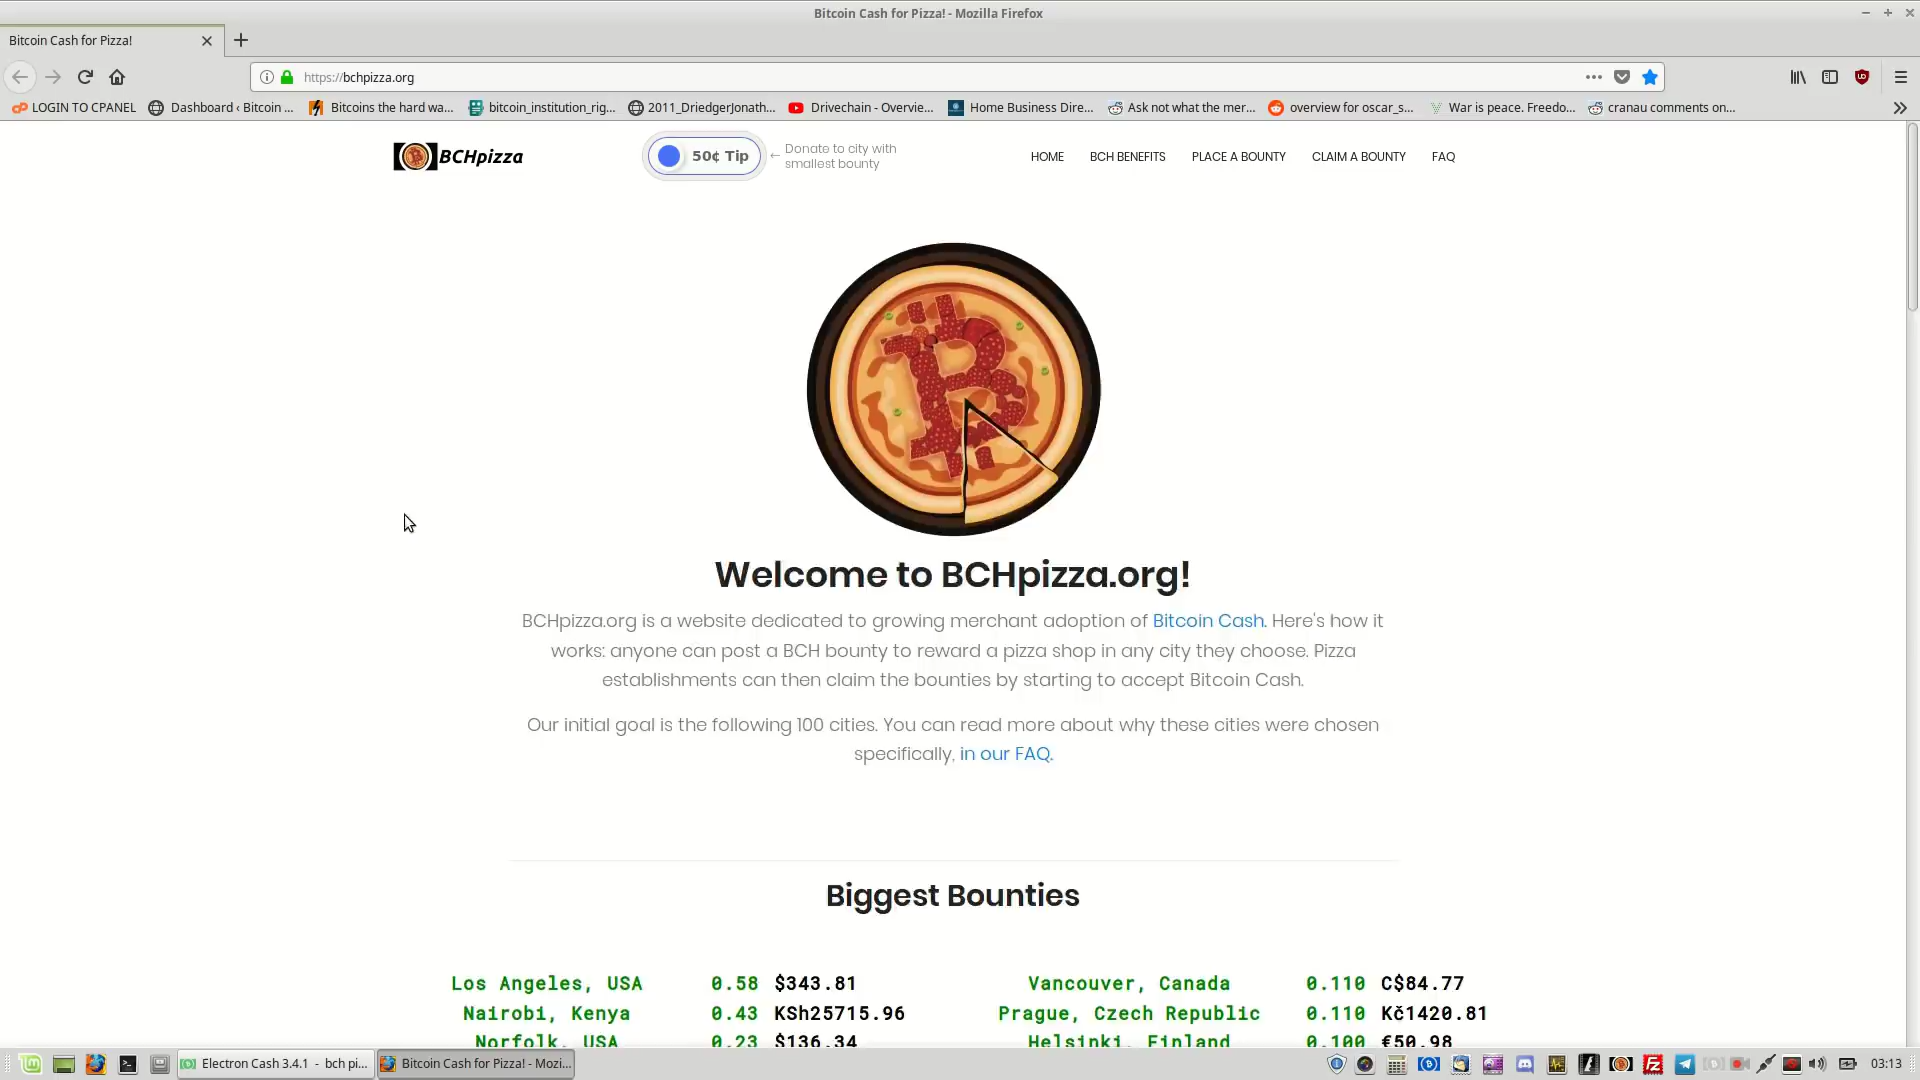 Bitcoin Cash for Pizza! - Mozilla Firefox
Bitcoin Cash for Pizza!
https://bchpizza.org
LOGIN TO CPANEL
Dashboard ‹ Bitcoin ...
Bitcoins the hard wa...
bitcoin_institution_rig...
2011_DriedgerJonath...
Drivechain - Overvie...
Home Business Dire...
Ask not what the mer...
overview for oscar_s...
War is peace. Freedo...
cranau comments on...
BCHpizza
50¢ Tip
← Donate to city with
smallest bounty
HOME
BCH BENEFITS
PLACE A BOUNTY
CLAIM A BOUNTY
FAQ
Welcome to BCHpizza.org!
BCHpizza.org is a website dedicated to growing merchant adoption of Bitcoin Cash. Here's how it
works: anyone can post a BCH bounty to reward a pizza shop in any city they choose. Pizza
establishments can then claim the bounties by starting to accept Bitcoin Cash.
Our initial goal is the following 100 cities. You can read more about why these cities were chosen
specifically, in our FAQ.
Biggest Bounties
Los Angeles, USA 0.58 $343.81 Vancouver, Canada 0.110 C$84.77
Nairobi, Kenya 0.43 KSh25715.96 Prague, Czech Republic 0.110 Kč1420.81
Norfolk, USA 0.23 $136.34 Helsinki, Finland 0.100 €50.98
Electron Cash 3.4.1 - bch pi...
Bitcoin Cash for Pizza! - Mozi...
03:13